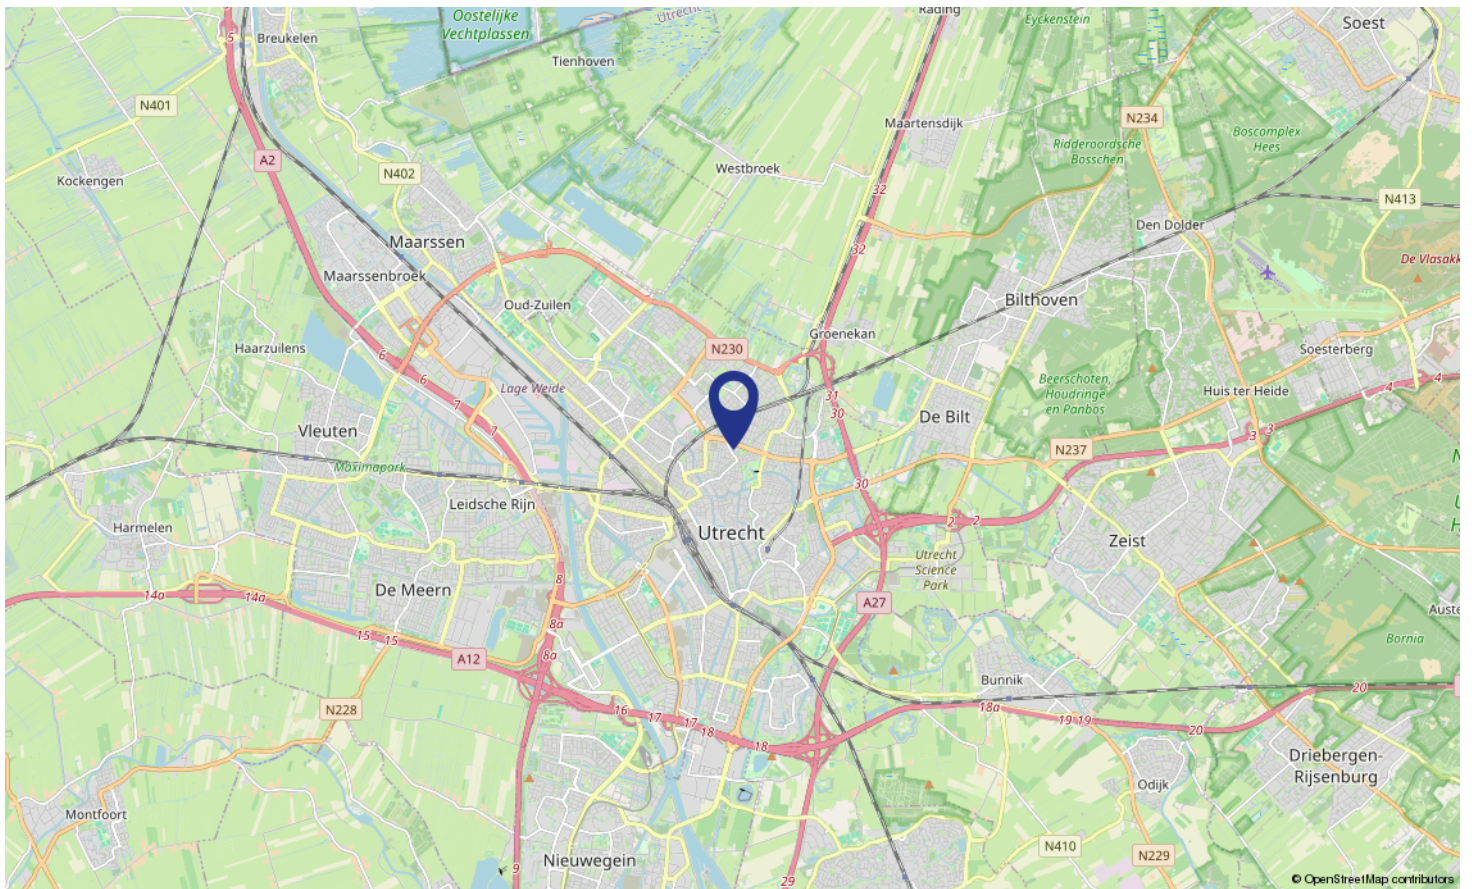 Rading
Eyckenstein
Soest
Oostelijke
Vechtplassen
Utrecht
5
Breukelen
Tienhoven
N401
N234
Maartensdijk
Boscomplex
Hees
Ridderoordsche
Bosschen
A2
N402
Westbroek
Kockengen
32
N413
Den Dolder
Maarssen
32
De Vlasakk
Maarssenbroek
Bilthoven
Oud-Zuilen
Groenekan
Haarzuilens
6
N230
Soesterberg
6
Lage Weide
31
Beerschoten,
Houdringe
en Panbos
Huis ter Heide
4
4
7
30
De Bilt
7
Vleuten
3
3
N237
Maximapark
30
Leidsche Rijn
Harmelen
2
2
Utrecht
Zeist
Utrecht
Science
Park
8
De Meern
14a
14a
A27
Auste
8a
15
15
Bornia
8a
A12
Bunnik
20
N228
16
17
17
18
18a
19
19
20
18
Driebergen-
Rijsenburg
Odijk
Montfoort
N410
N229
Nieuwegein
9
29
© OpenStreetMap contributors